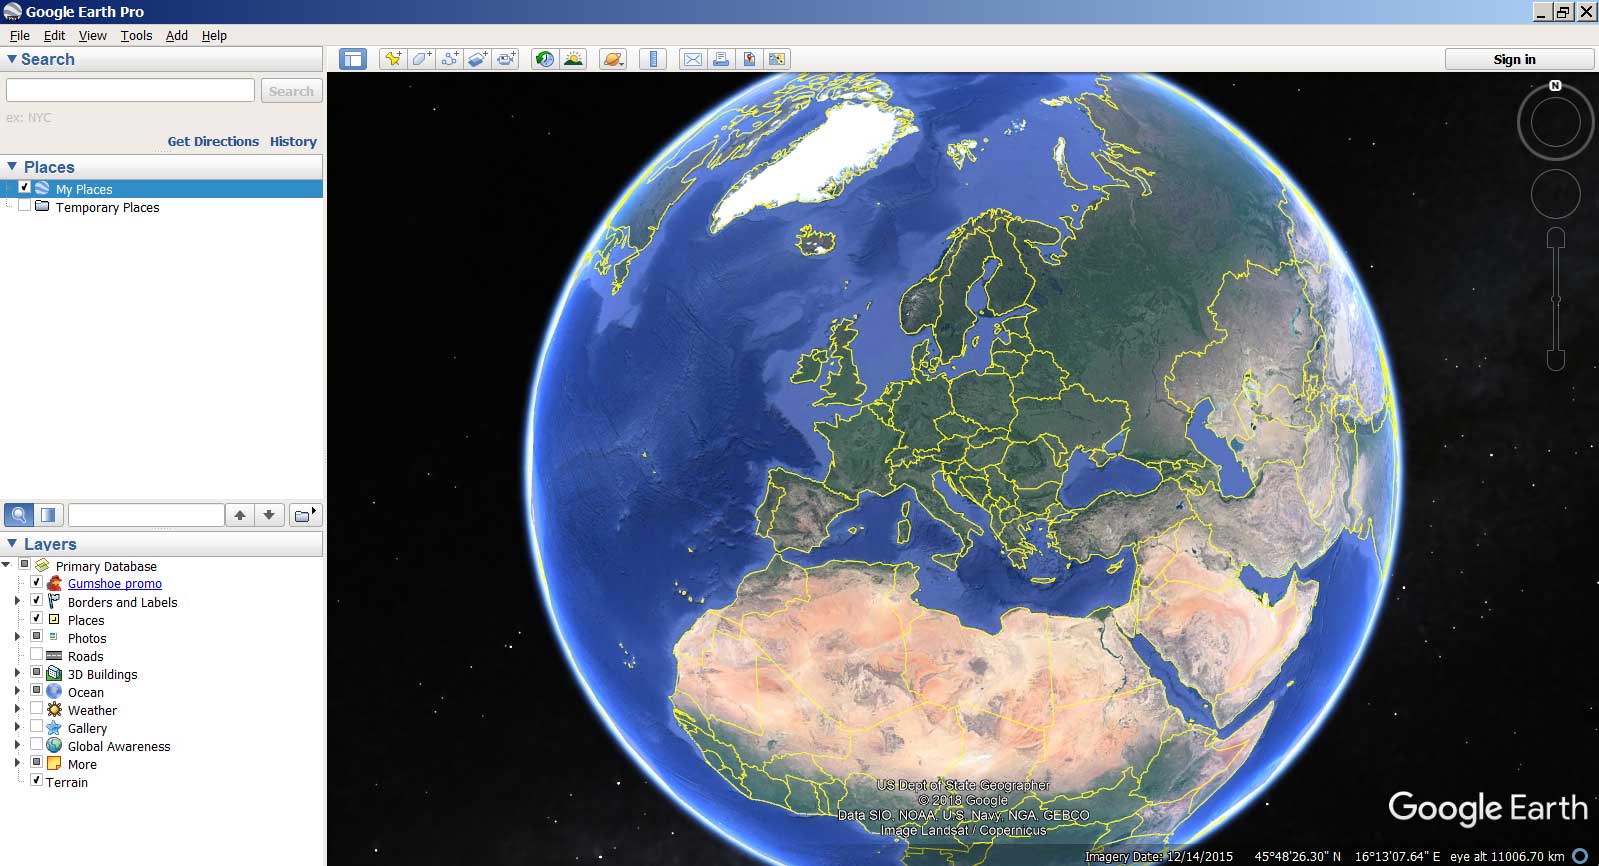 Google Earth Pro
File Edit View Tools Add Help
Search
Sign in
N
Search
ex: NYC
Get Directions History
Places
My Places
Temporary Places
Layers
Primary Database
Gumshoe promo
Borders and Labels
Places
Photos
Roads
3D Buildings
Ocean
Weather
Gallery
Global Awareness
More
Terrain
US Dept of State Geographer
© 2018 Google
Data SIO, NOAA, U.S. Navy, NGA, GEBCO
Image Landsat / Copernicus
Google Earth
Imagery Date: 12/14/2015 45°48'26.30" N 16°13'07.64" E eye alt 11006.70 km